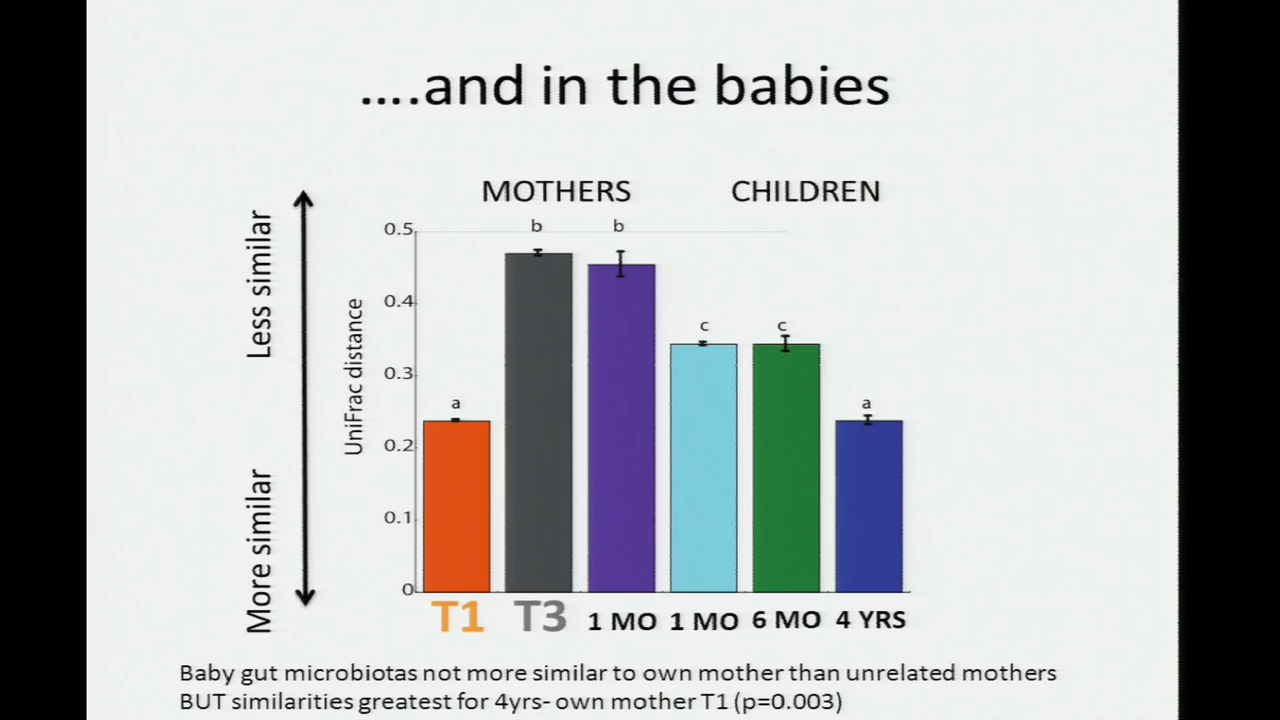 ....and in the babies
MOTHERS CHILDREN
Less similar
More similar
UniFrac distance
0.5
0.4
0.3
0.2
0.1
0
a b b c c a
T1 T3 1 MO 1 MO 6 MO 4 YRS
Baby gut microbiotas not more similar to own mother than unrelated mothers
BUT similarities greatest for 4yrs- own mother T1 (p=0.003)